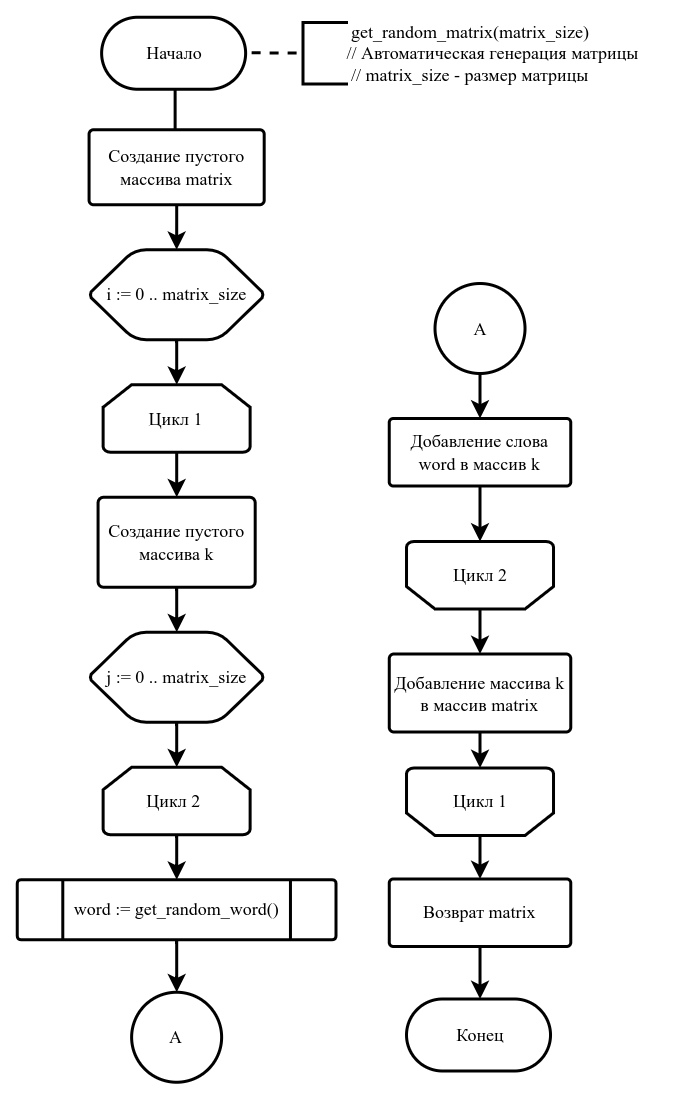 Начало
get_random_matrix(matrix_size)
// Автоматическая генерация матрицы
// matrix_size - размер матрицы
Создание пустого
массива matrix
i := 0 .. matrix_size
Цикл 1
Создание пустого
массива k
j := 0 .. matrix_size
Цикл 2
word := get_random_word()
A
A
Добавление слова
word в массив k
Цикл 2
Добавление массива k
в массив matrix
Цикл 1
Возврат matrix
Конец